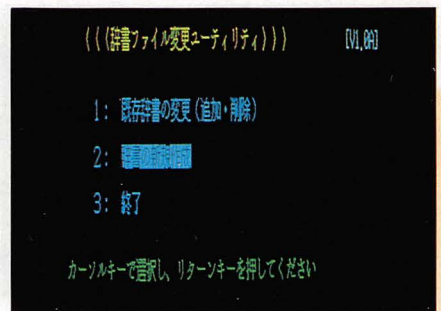 (((辞書ファイル変更ユーティリティ))) [V1,0A]
1: 既存辞書の変更(追加・削除)
2: 辞書の新規作成
3: 終了
カーソルキーで選択し、リターンキーを押してください